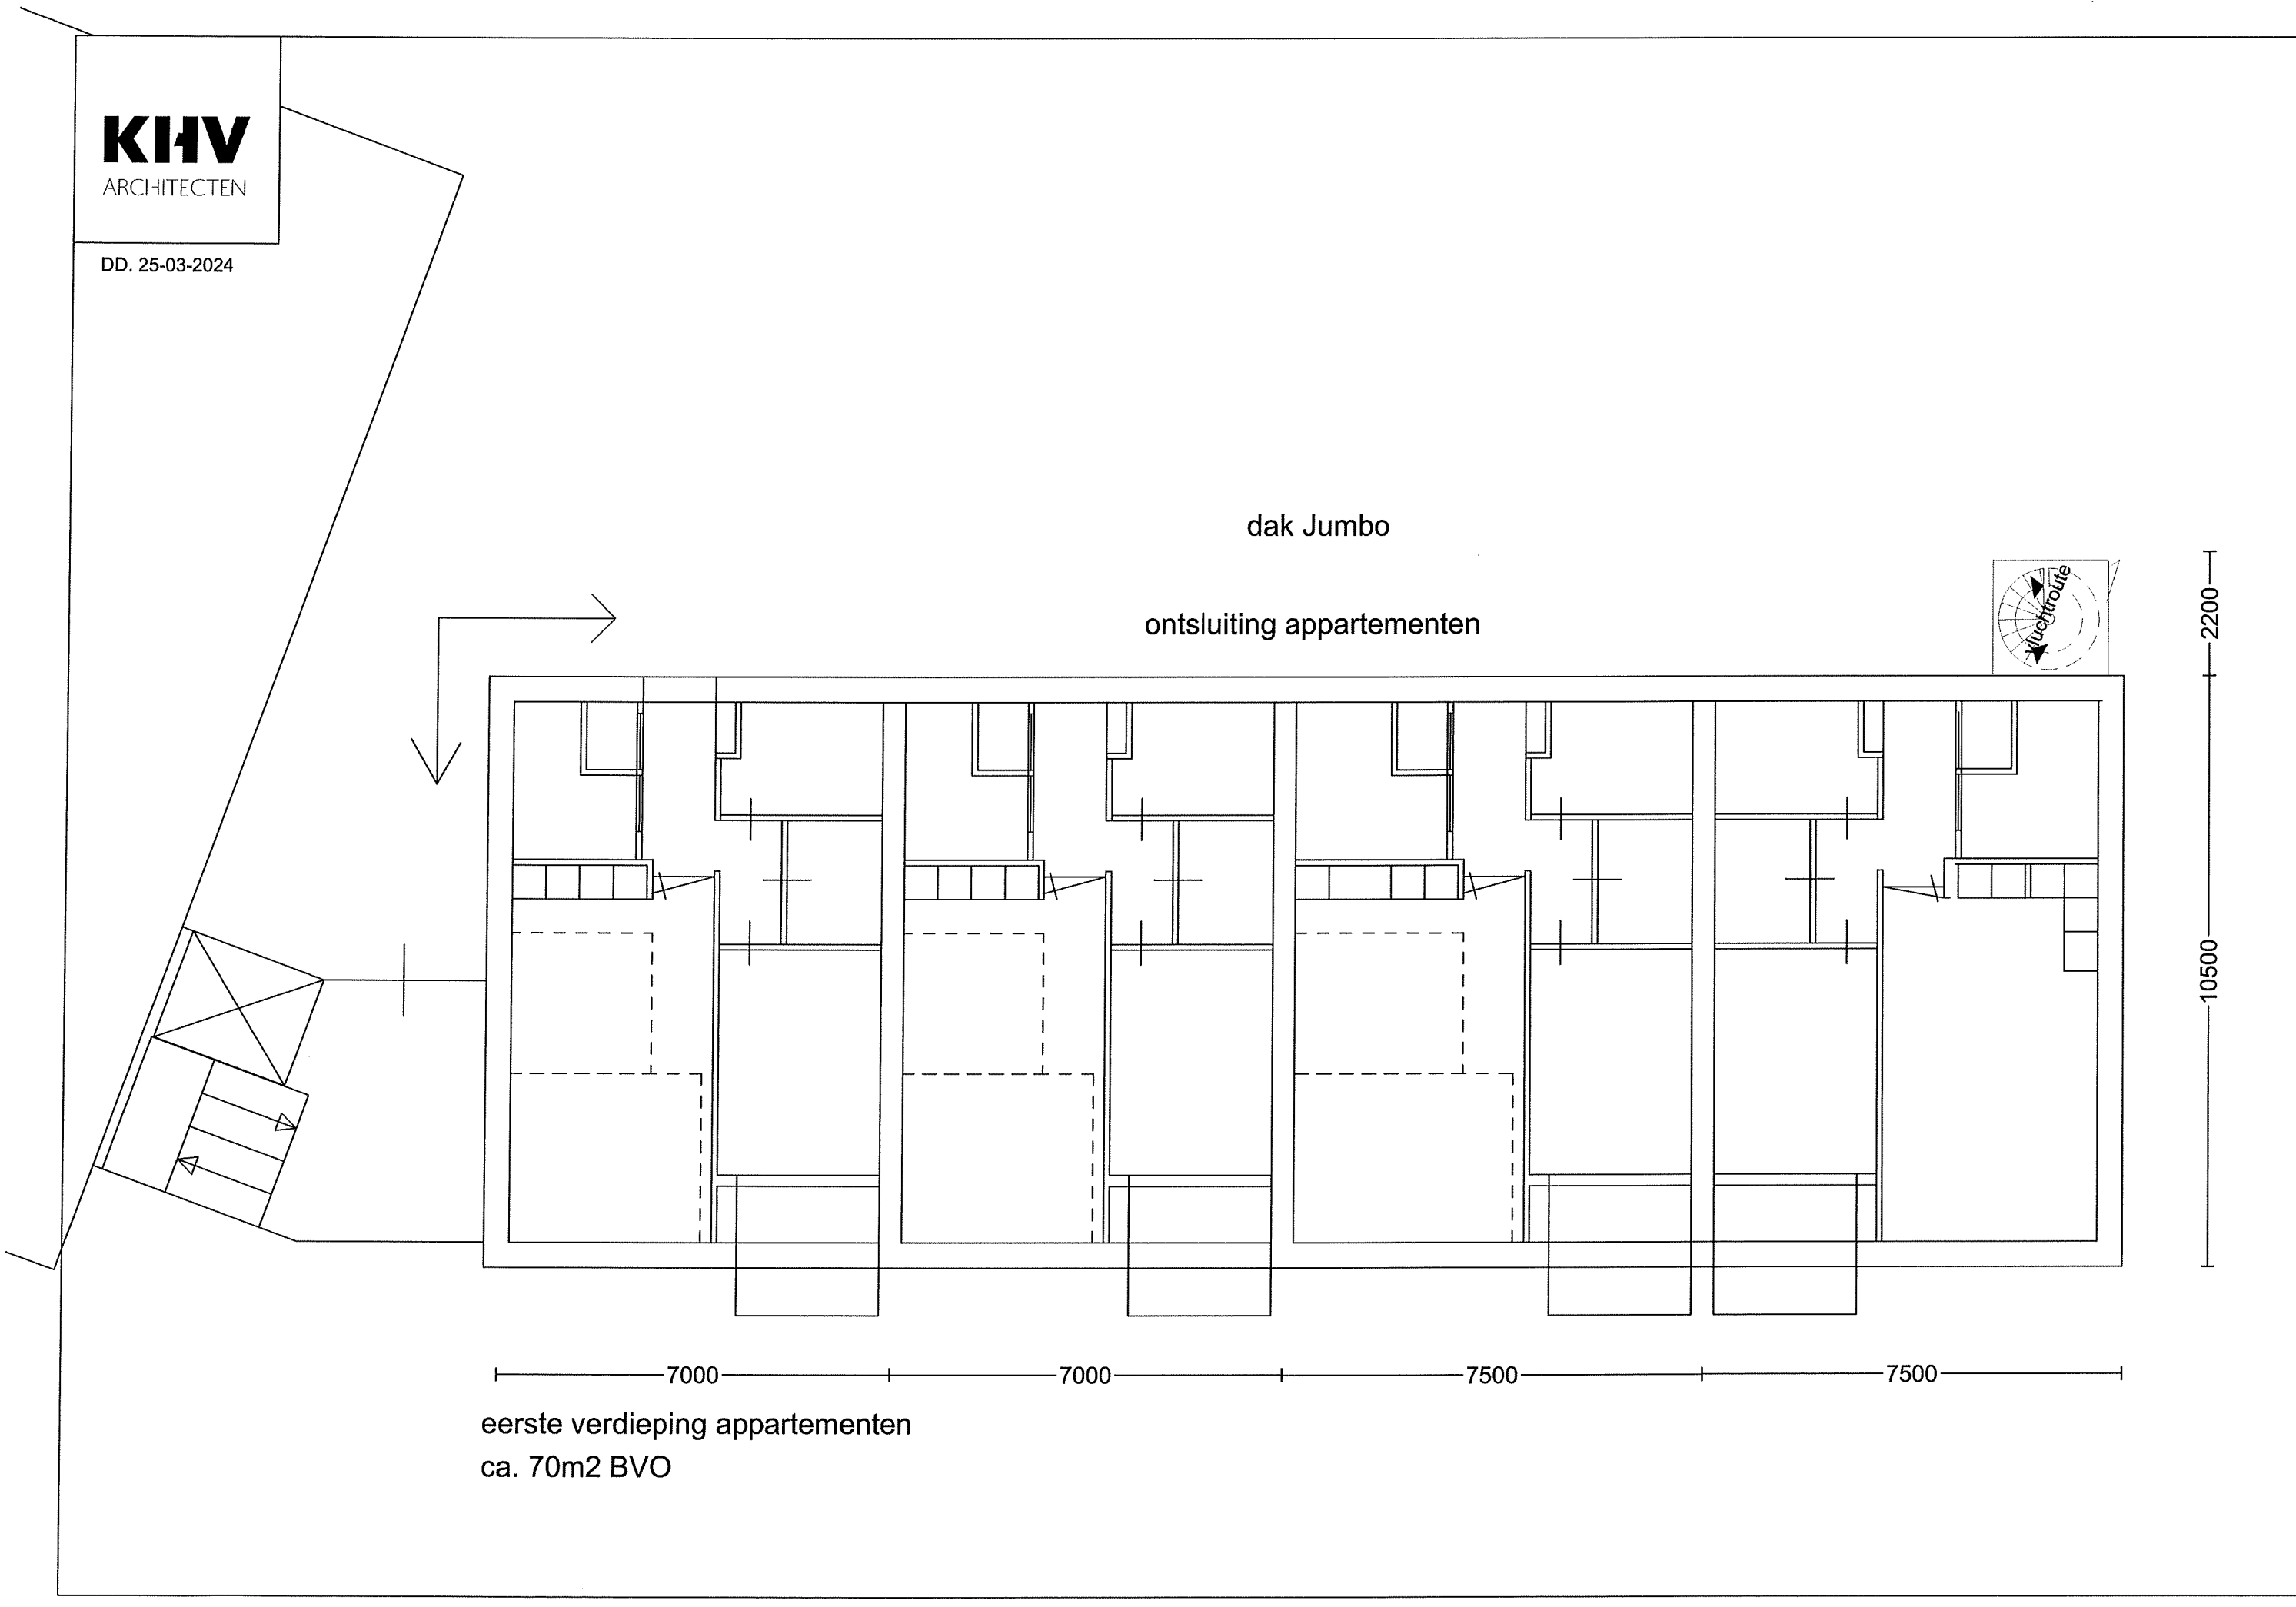 KHV
ARCHITECTEN
DD. 25-03-2024
dak Jumbo
ontsluiting appartementen
vluchtroute
2200
10500
7000
7000
7500
7500
eerste verdieping appartementen
ca. 70m2 BVO